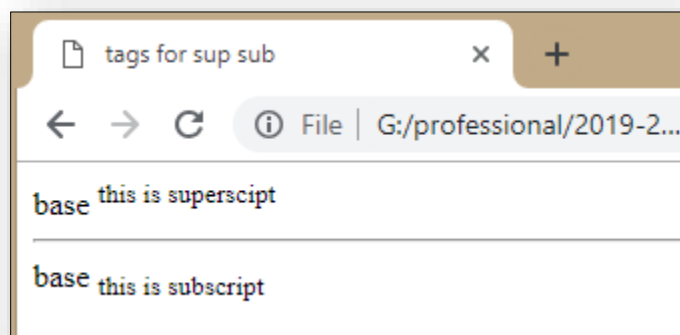 tags for sup sub
File | G:/professional/2019-2...
base this is superscipt
base this is subscript